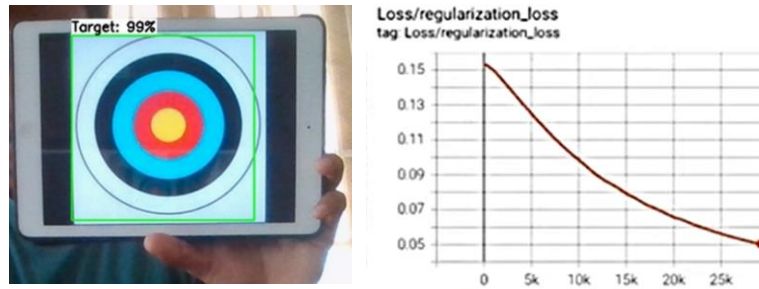 Target: 99%
Loss/regularization_loss
tag: Loss/regularization_loss
0.15
0.13
0.11
0.09
0.07
0.05
0
5k
10k
15k
20k
25k